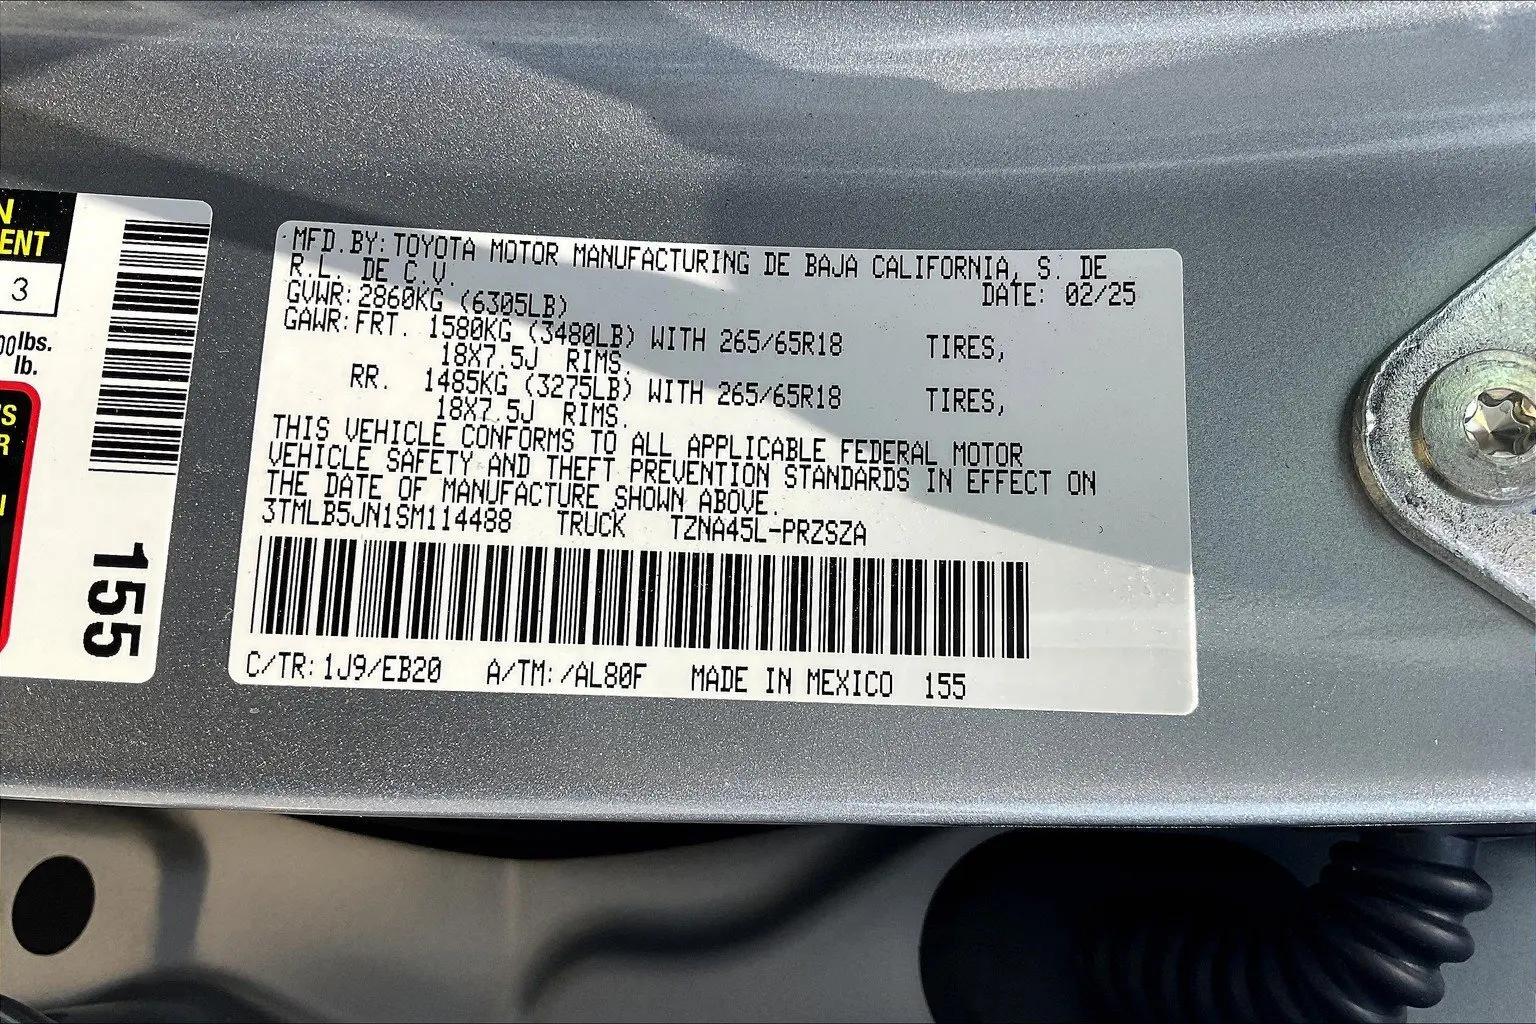 N
ENT
3
00lbs.
lb.
S
R
N
155
MFD.BY:TOYOTA MOTOR MANUFACTURING DE BAJA CALIFORNIA, S. DE
R.L. DE C.V.
DATE: 02/25
GVWR:2860KG (6305LB)
GAWR:FRT. 1580KG (3480LB) WITH 265/65R18 TIRES,
18X7.5J RIMS.
RR. 1485KG (3275LB) WITH 265/65R18 TIRES,
18X7.5J RIMS.
THIS VEHICLE CONFORMS TO ALL APPLICABLE FEDERAL MOTOR
VEHICLE SAFETY AND THEFT PREVENTION STANDARDS IN EFFECT ON
THE DATE OF MANUFACTURE SHOWN ABOVE.
3TMLB5JN1SM114488 TRUCK TZNA45L-PRZSZA
C/TR:1J9/EB20 A/TM:/AL80F MADE IN MEXICO 155